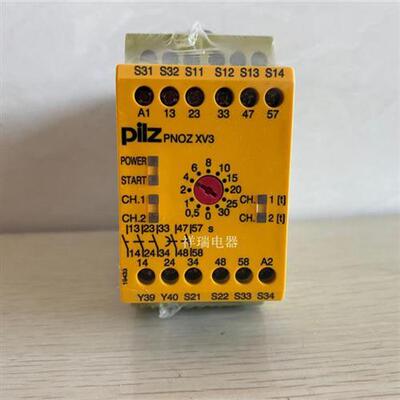 S31 S32 S11 S12 S13 S14
A1 13 23 33 47 57
pilz PNOZ XV3
POWER
START
CH.1
CH.2
0 0,5 1 2 4 6 8 10 15 20 25 30
CH. 1 [t]
CH. 2 [t]
13 23 33 47 57 s
14 24 34 48 58
祥瑞电器
14 24 34 48 58 A2
Y39 Y40 S21 S22 S33 S34